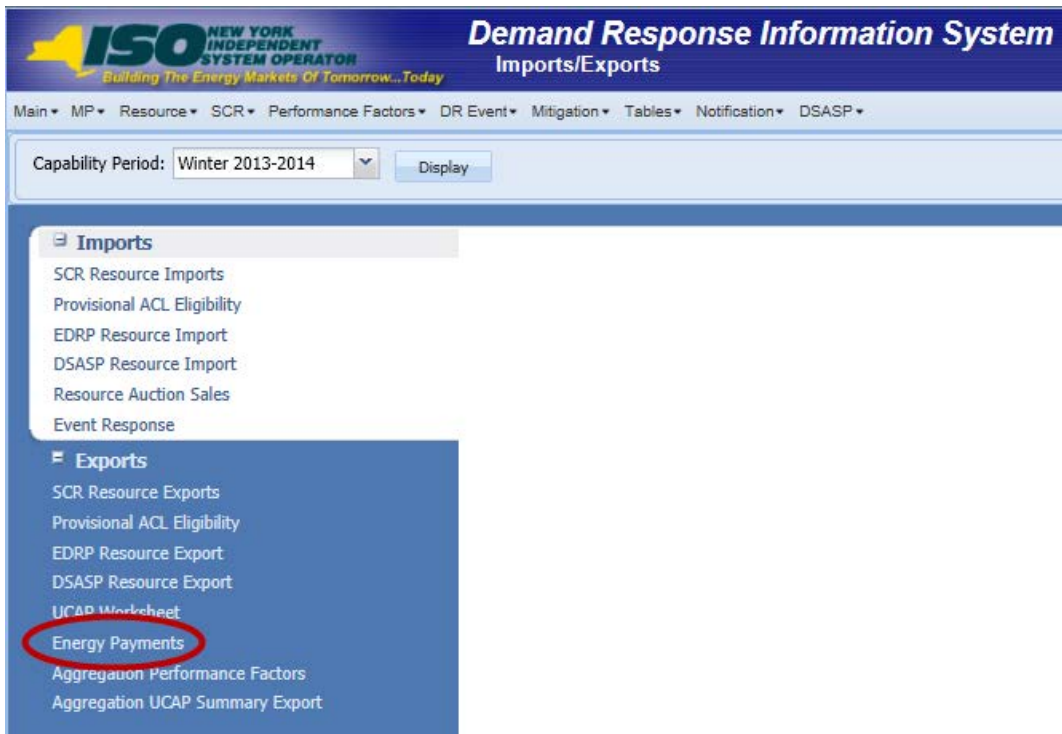 ISO NEW YORK
INDEPENDENT
SYSTEM OPERATOR
Building The Energy Markets Of Tomorrow...Today
Demand Response Information System
Imports/Exports
Main MP Resource SCR Performance Factors DR Event Mitigation Tables Notification DSASP
Capability Period: Winter 2013-2014 Display
Imports
SCR Resource Imports
Provisional ACL Eligibility
EDRP Resource Import
DSASP Resource Import
Resource Auction Sales
Event Response
Exports
SCR Resource Exports
Provisional ACL Eligibility
EDRP Resource Export
DSASP Resource Export
UCAP Worksheet
Energy Payments
Aggregation Performance Factors
Aggregation UCAP Summary Export